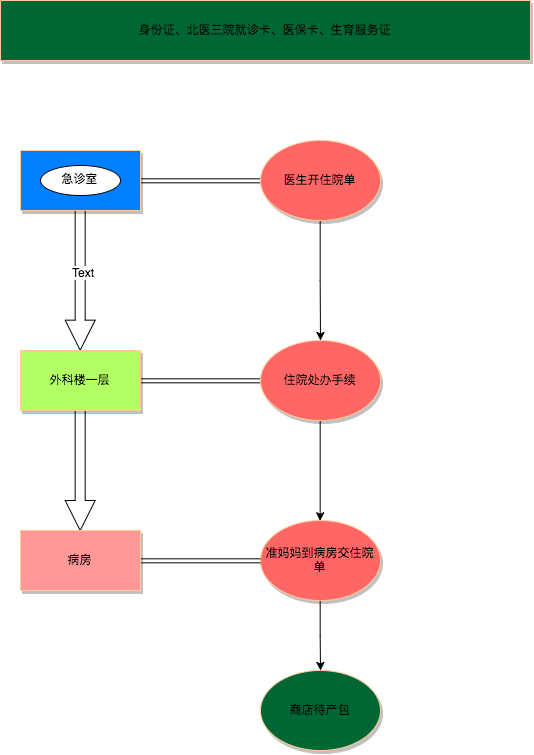 身份证、北医三院就诊卡、医保卡、生育服务证
急诊室
医生开住院单
Text
外科楼一层
住院处办手续
病房
准妈妈到病房交住院
单
商店待产包